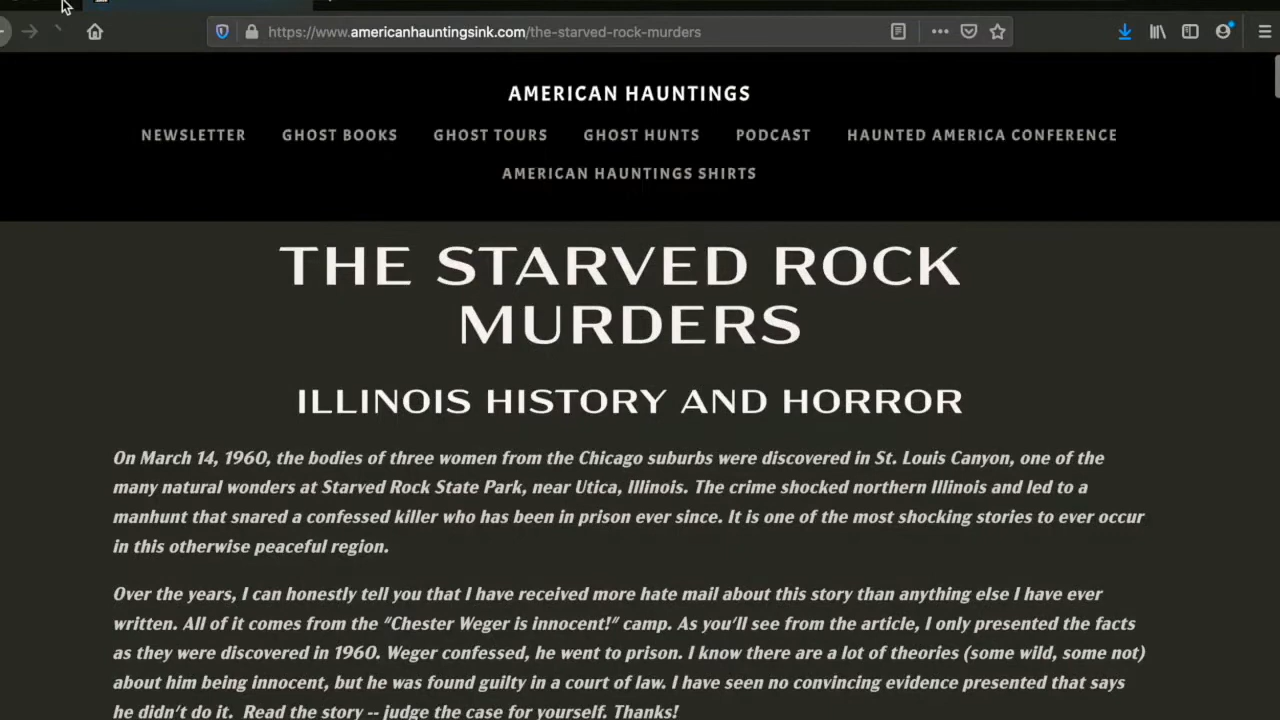 https://www.americanhauntingsink.com/the-starved-rock-murders
AMERICAN HAUNTINGS
NEWSLETTER GHOST BOOKS GHOST TOURS GHOST HUNTS PODCAST HAUNTED AMERICA CONFERENCE
AMERICAN HAUNTINGS SHIRTS
THE STARVED ROCK
MURDERS
ILLINOIS HISTORY AND HORROR
On March 14, 1960, the bodies of three women from the Chicago suburbs were discovered in St. Louis Canyon, one of the
many natural wonders at Starved Rock State Park, near Utica, Illinois. The crime shocked northern Illinois and led to a
manhunt that snared a confessed killer who has been in prison ever since. It is one of the most shocking stories to ever occur
in this otherwise peaceful region.
Over the years, I can honestly tell you that I have received more hate mail about this story than anything else I have ever
written. All of it comes from the "Chester Weger is innocent!" camp. As you'll see from the article, I only presented the facts
as they were discovered in 1960. Weger confessed, he went to prison. I know there are a lot of theories (some wild, some not)
about him being innocent, but he was found guilty in a court of law. I have seen no convincing evidence presented that says
he didn't do it. Read the story -- judge the case for yourself. Thanks!